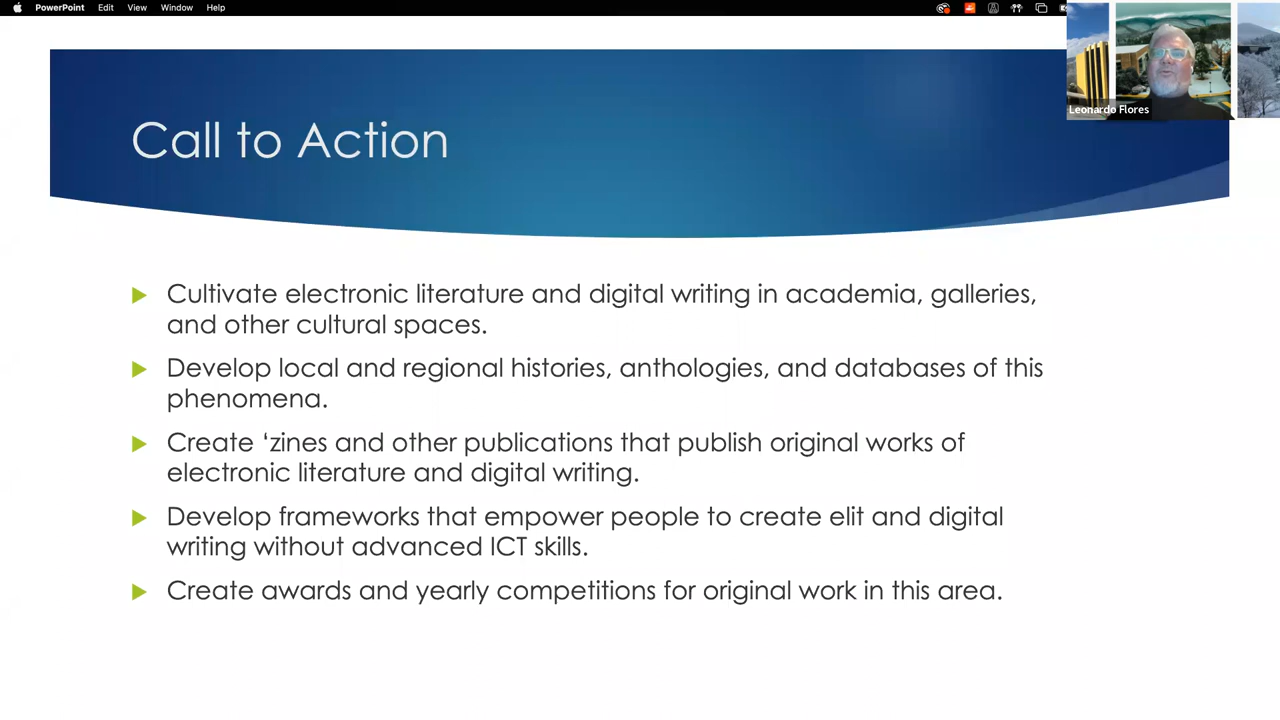 PowerPoint Edit View Window Help
Leonardo Flores
Call to Action
Cultivate electronic literature and digital writing in academia, galleries,
and other cultural spaces.
Develop local and regional histories, anthologies, and databases of this
phenomena.
Create ‘zines and other publications that publish original works of
electronic literature and digital writing.
Develop frameworks that empower people to create elit and digital
writing without advanced ICT skills.
Create awards and yearly competitions for original work in this area.